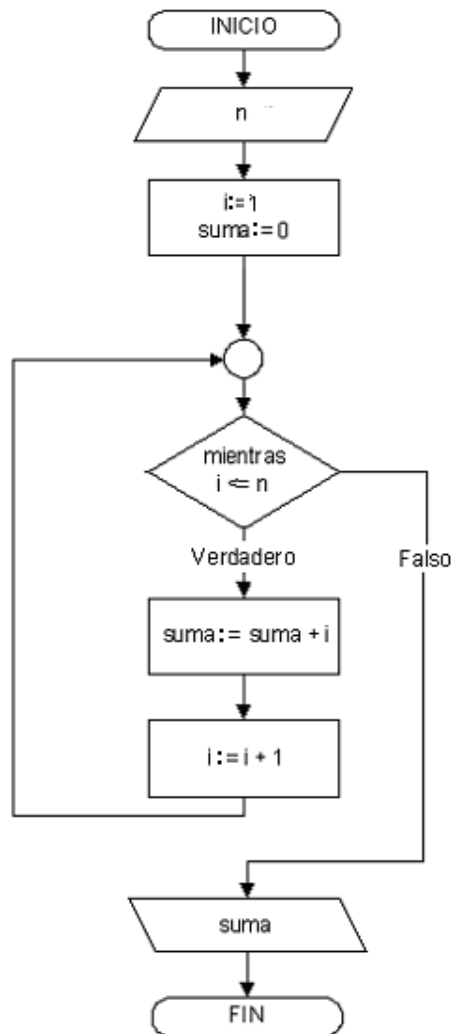 INICIO
n
i:=1
suma:=0
mientras
i<=n
Verdadero
Falso
suma:= suma + i
i:=i + 1
suma
FIN